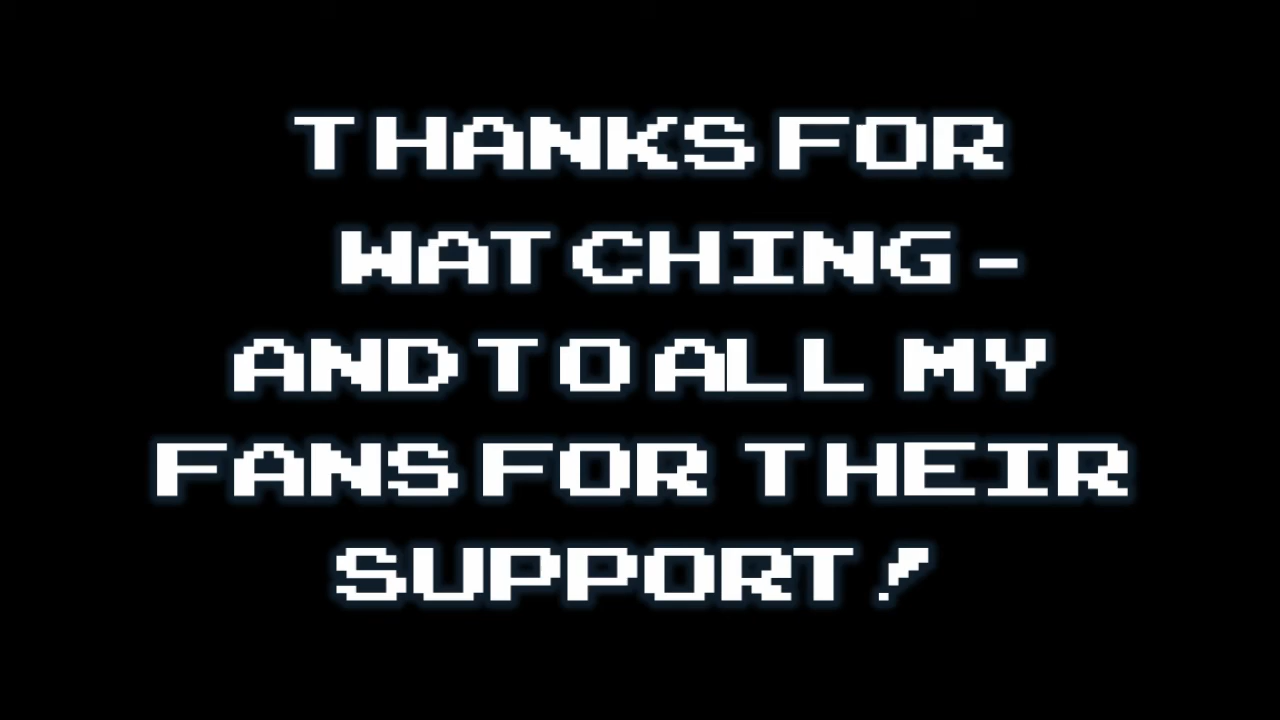 THANKS FOR
WATCHING -
AND TO ALL MY
FANS FOR THEIR
SUPPORT!